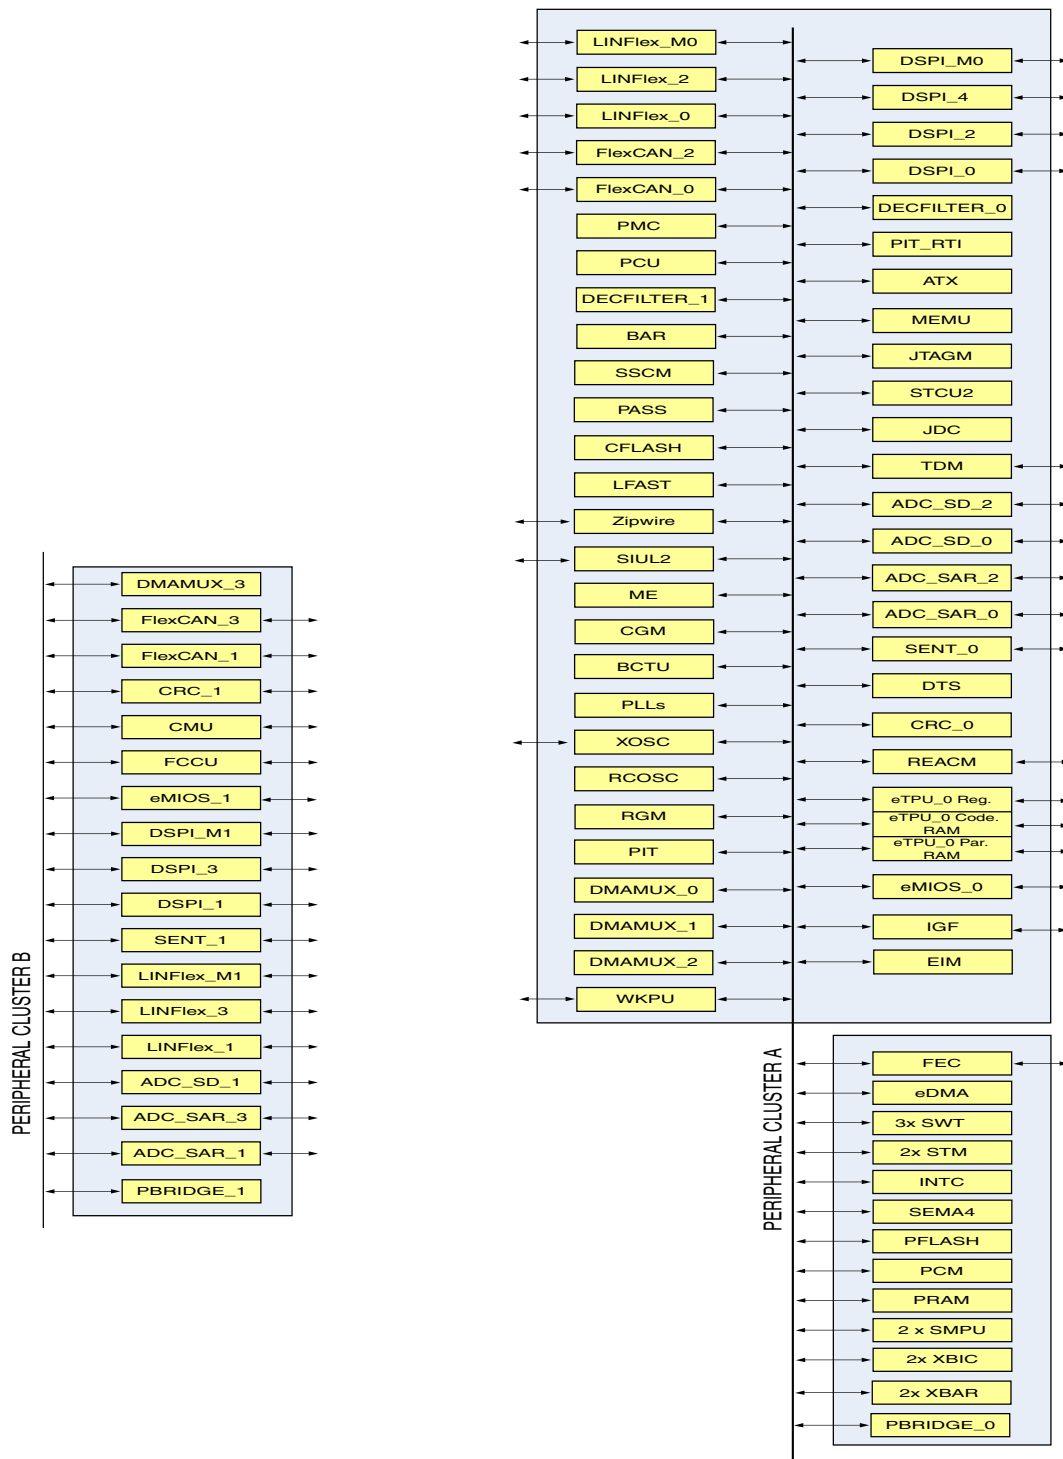 LINFlex_M0
LINFlex_2
LINFlex_0
FlexCAN_2
FlexCAN_0
PMC
PCU
DECFILTER_1
BAR
SSCM
PASS
CFLASH
LFAST
Zipwire
SIUL2
ME
CGM
BCTU
PLLs
XOSC
RCOSC
RGM
PIT
DMAMUX_0
DMAMUX_1
DMAMUX_2
WKPU
DSPI_M0
DSPI_4
DSPI_2
DSPI_0
DECFILTER_0
PIT_RTI
ATX
MEMU
JTAGM
STCU2
JDC
TDM
ADC_SD_2
ADC_SD_0
ADC_SAR_2
ADC_SAR_0
SENT_0
DTS
CRC_0
REACM
eTPU_0 Reg.
eTPU_0 Code.
RAM
eTPU_0 Par.
RAM
eMIOS_0
IGF
EIM
PERIPHERAL CLUSTER A
FEC
eDMA
3x SWT
2x STM
INTC
SEMA4
PFLASH
PCM
PRAM
2 x SMPU
2x XBIC
2x XBAR
PBRIDGE_0
PERIPHERAL CLUSTER B
DMAMUX_3
FlexCAN_3
FlexCAN_1
CRC_1
CMU
FCCU
eMIOS_1
DSPI_M1
DSPI_3
DSPI_1
SENT_1
LINFlex_M1
LINFlex_3
LINFlex_1
ADC_SD_1
ADC_SAR_3
ADC_SAR_1
PBRIDGE_1